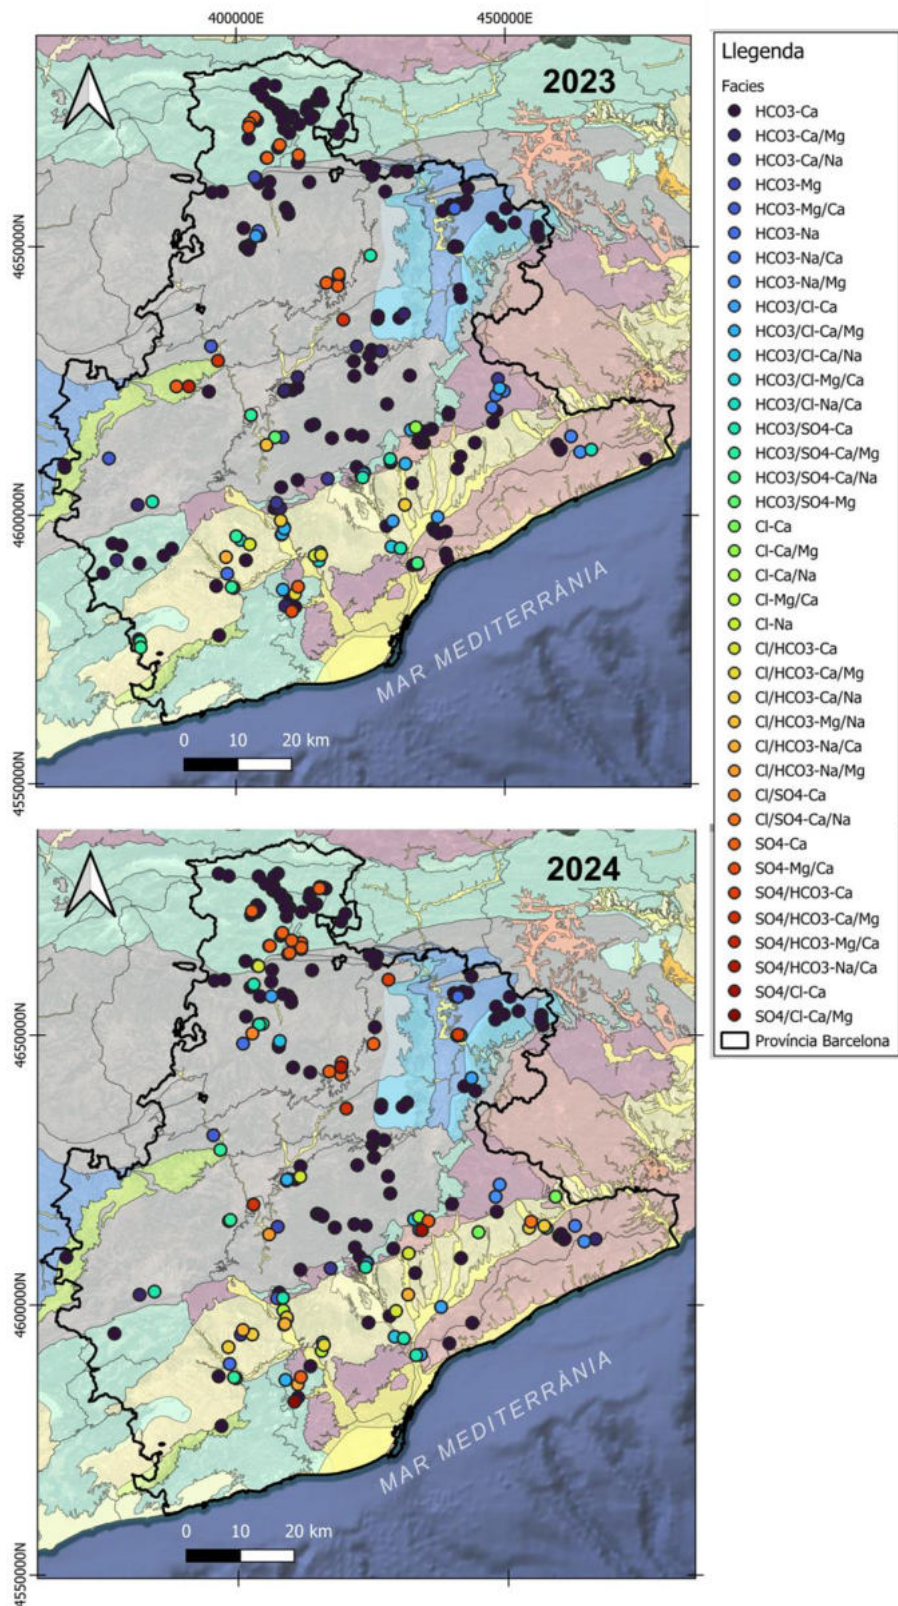 400000E
450000E
2023
4650000N
4600000N
4550000N
MAR MEDITERRÀNIA
0 10 20 km
Llegenda
Facies
HCO3-Ca
HCO3-Ca/Mg
HCO3-Ca/Na
HCO3-Mg
HCO3-Mg/Ca
HCO3-Na
HCO3-Na/Ca
HCO3-Na/Mg
HCO3/Cl-Ca
HCO3/Cl-Ca/Mg
HCO3/Cl-Ca/Na
HCO3/Cl-Mg/Ca
HCO3/Cl-Na/Ca
HCO3/SO4-Ca
HCO3/SO4-Ca/Mg
HCO3/SO4-Ca/Na
HCO3/SO4-Mg
Cl-Ca
Cl-Ca/Mg
Cl-Ca/Na
Cl-Mg/Ca
Cl-Na
Cl/HCO3-Ca
Cl/HCO3-Ca/Mg
Cl/HCO3-Ca/Na
Cl/HCO3-Mg/Na
Cl/HCO3-Na/Ca
Cl/HCO3-Na/Mg
Cl/SO4-Ca
Cl/SO4-Ca/Na
SO4-Ca
SO4-Mg/Ca
SO4/HCO3-Ca
SO4/HCO3-Ca/Mg
SO4/HCO3-Mg/Ca
SO4/HCO3-Na/Ca
SO4/Cl-Ca
SO4/Cl-Ca/Mg
Província Barcelona
2024
4650000N
4600000N
4550000N
MAR MEDITERRÀNIA
0 10 20 km